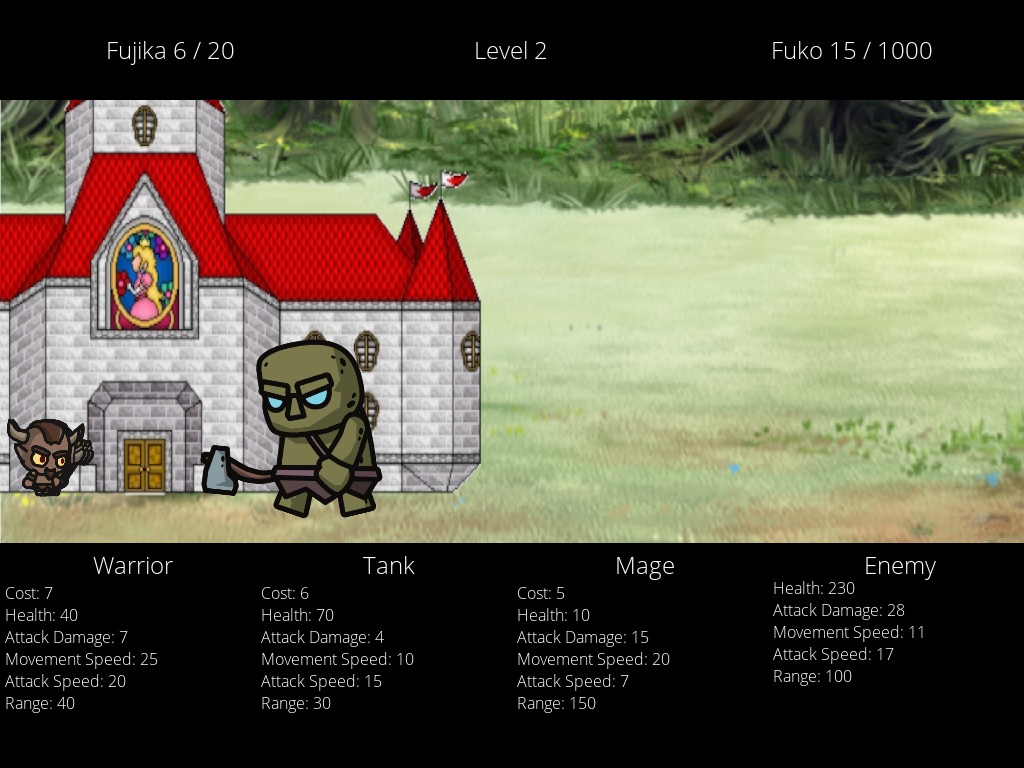 Fujika 6 / 20
Level 2
Fuko 15 / 1000
Warrior
Cost: 7
Health: 40
Attack Damage: 7
Movement Speed: 25
Attack Speed: 20
Range: 40
Tank
Cost: 6
Health: 70
Attack Damage: 4
Movement Speed: 10
Attack Speed: 15
Range: 30
Mage
Cost: 5
Health: 10
Attack Damage: 15
Movement Speed: 20
Attack Speed: 7
Range: 150
Enemy
Health: 230
Attack Damage: 28
Movement Speed: 11
Attack Speed: 17
Range: 100